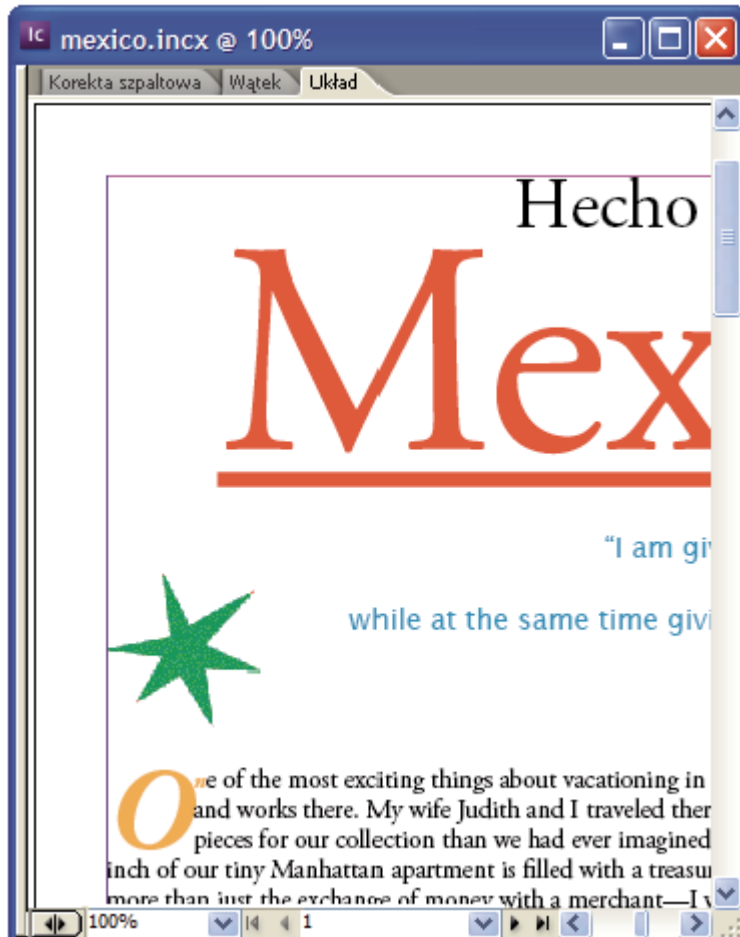 Ic mexico.incx @ 100%
Korekta szpaltowa Wątek Układ
Hecho
Mex
“I am giv
while at the same time givi
One of the most exciting things about vacationing in
and works there. My wife Judith and I traveled ther
pieces for our collection than we had ever imagined
inch of our tiny Manhattan apartment is filled with a treasu
more than just the exchange of money with a merchant—I v
100% 1